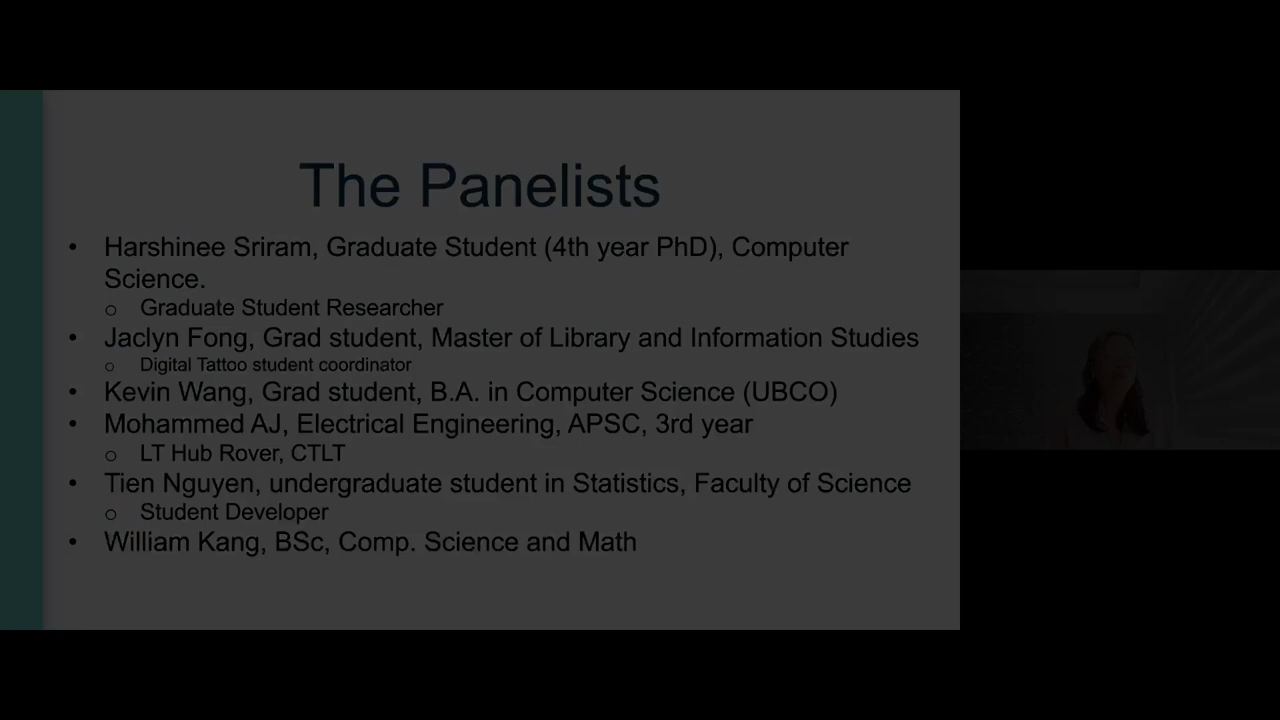 The Panelists
• Harshinee Sriram, Graduate Student (4th year PhD), Computer
Science.
o Graduate Student Researcher
• Jaclyn Fong, Grad student, Master of Library and Information Studies
o Digital Tattoo student coordinator
• Kevin Wang, Grad student, B.A. in Computer Science (UBCO)
• Mohammed AJ, Electrical Engineering, APSC, 3rd year
o LT Hub Rover, CTLT
• Tien Nguyen, undergraduate student in Statistics, Faculty of Science
o Student Developer
• William Kang, BSc, Comp. Science and Math